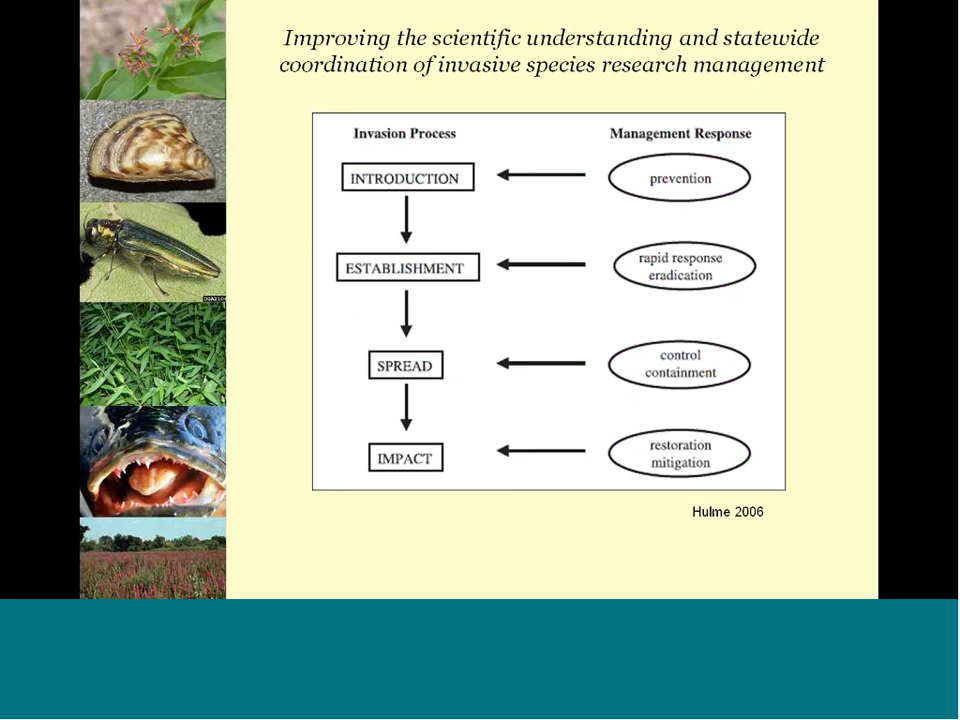 Improving the scientific understanding and statewide
coordination of invasive species research management
Invasion Process
Management Response
INTRODUCTION
prevention
ESTABLISHMENT
rapid response
eradication
SPREAD
control
containment
IMPACT
restoration
mitigation
Hulme 2006